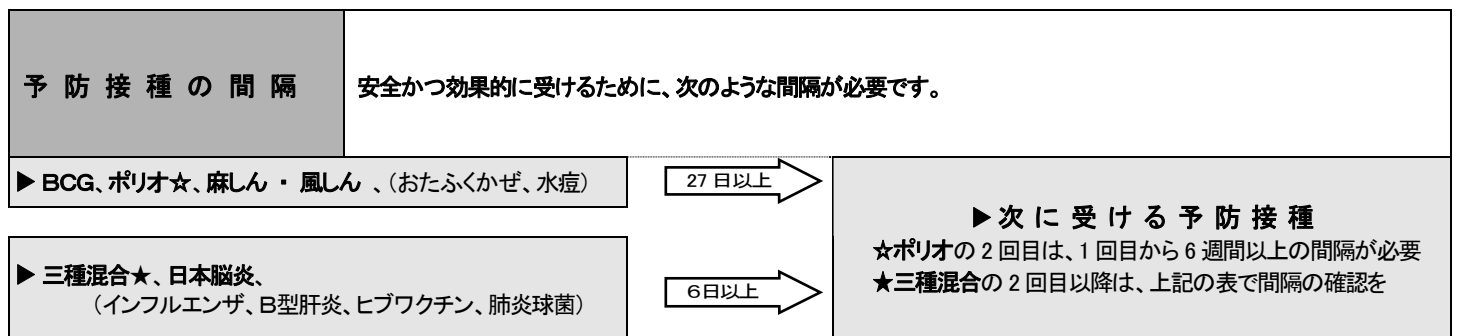 予防接種の間隔
安全かつ効果的に受けるために、次のような間隔が必要です。
▶ BCG、ポリオ☆、麻しん ・ 風しん 、（おたふくかぜ、水痘）
27 日以上
▶ 三種混合★、日本脳炎、
（インフルエンザ、B型肝炎、ヒブワクチン、肺炎球菌）
6日以上
▶次に受ける予防接種
☆ポリオの 2 回目は、1 回目から 6 週間以上の間隔が必要
★三種混合の 2 回目以降は、上記の表で間隔の確認を